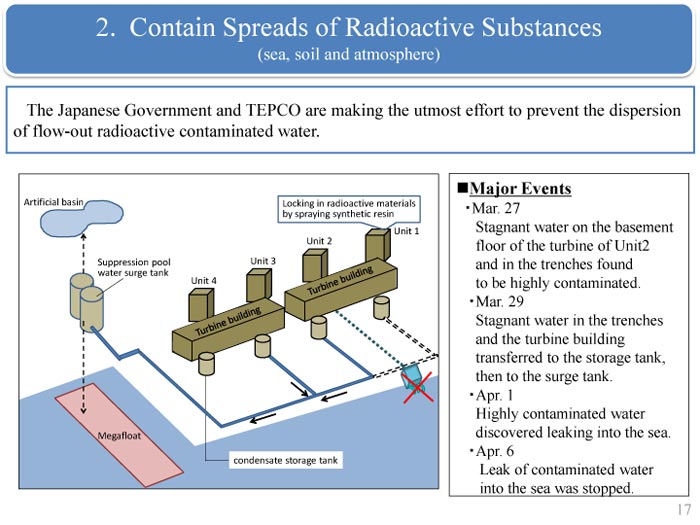 2. Contain Spreads of Radioactive Substances
(sea, soil and atmosphere)
The Japanese Government and TEPCO are making the utmost effort to prevent the dispersion
of flow-out radioactive contaminated water.
Artificial basin
Locking in radioactive materials
by spraying synthetic resin
Unit 1
Unit 2
Unit 3
Unit 4
Suppression pool
water surge tank
Turbine building
Turbine building
Megafloat
condensate storage tank
■Major Events
・Mar. 27
Stagnant water on the basement
floor of the turbine of Unit2
and in the trenches found
to be highly contaminated.
・Mar. 29
Stagnant water in the trenches
and the turbine building
transferred to the storage tank,
then to the surge tank.
・Apr. 1
Highly contaminated water
discovered leaking into the sea.
・Apr. 6
Leak of contaminated water
into the sea was stopped.
17